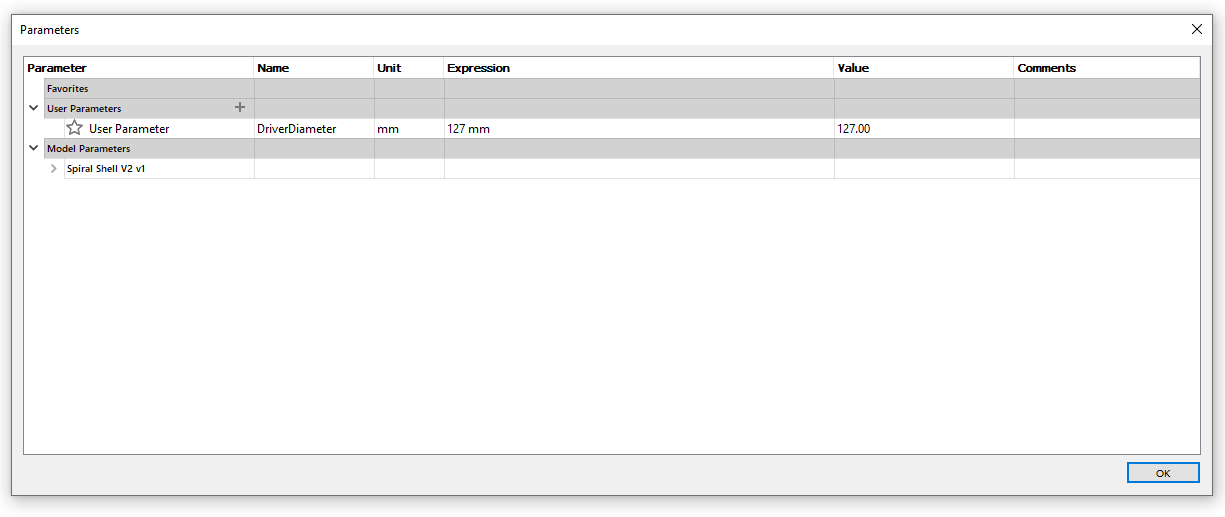 Parameters
Parameter Name Unit Expression Value Comments
Favorites
User Parameters
User Parameter DriverDiameter mm 127 mm 127.00
Model Parameters
Spiral Shell V2 v1
OK